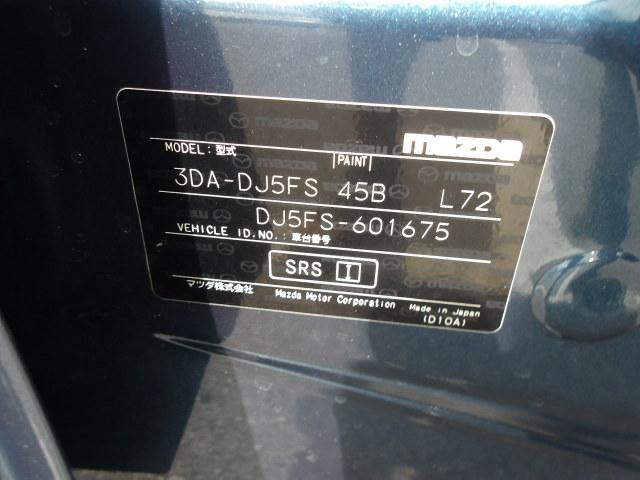 mazda
MODEL:型式 PAINT
3DA-DJ5FS 45B L72
DJ5FS-601675
VEHICLE ID.NO.:車台番号
SRS I
マツダ株式会社 Mazda Motor Corporation Made in Japan
(D10A)